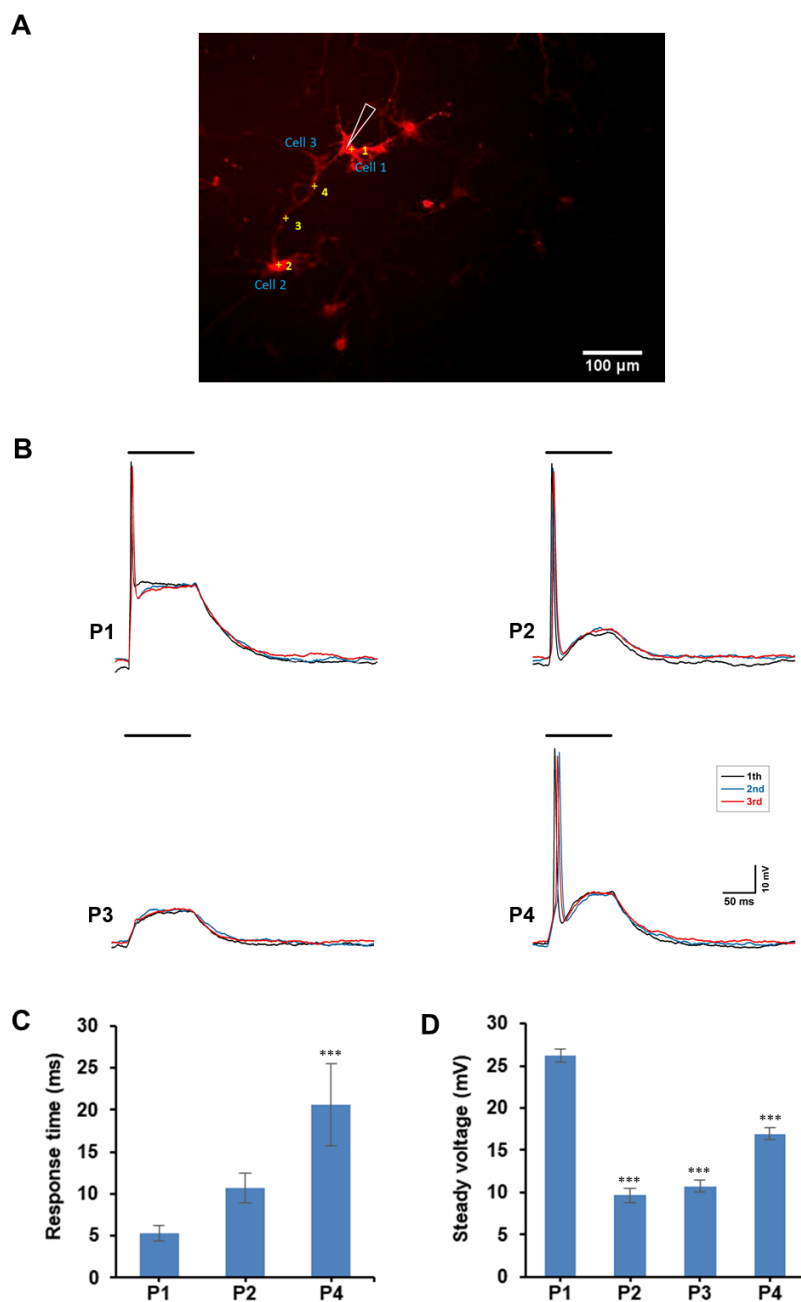 A
Cell 3
1
Cell 1
4
3
2
Cell 2
100 µm
B
P1
P2
P3
P4
1th
2nd
3rd
10 mV
50 ms
C
Response time (ms)
30
25
20
15
10
5
0
***
P1 P2 P4
D
Steady voltage (mV)
30
25
20
15
10
5
0
*** *** ***
P1 P2 P3 P4